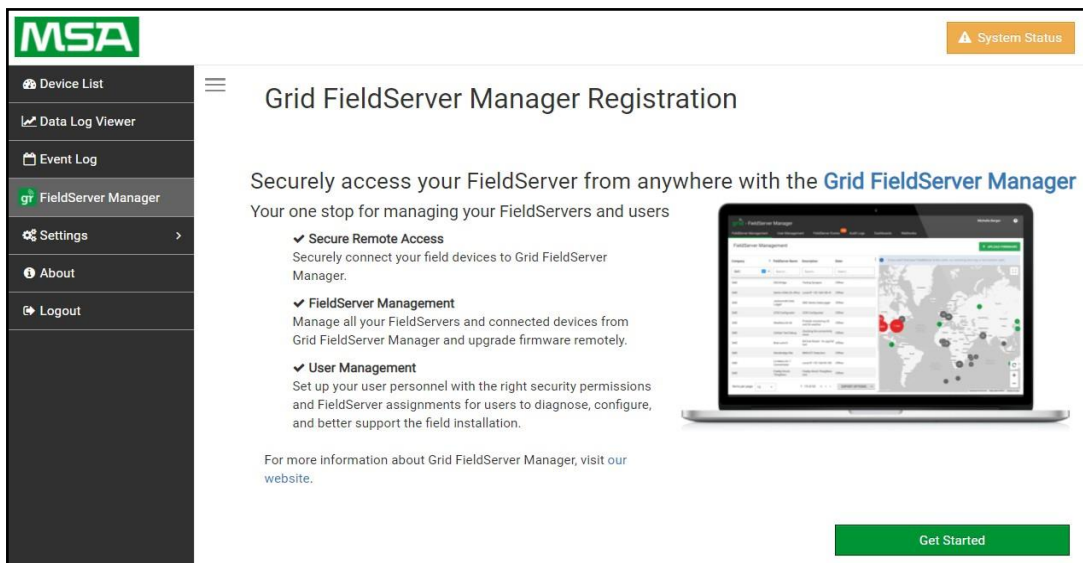 MSA
System Status
Device List
Data Log Viewer
Event Log
gr FieldServer Manager
Settings
About
Logout
Grid FieldServer Manager Registration
Securely access your FieldServer from anywhere with the Grid FieldServer Manager
Your one stop for managing your FieldServers and users
✔ Secure Remote Access
Securely connect your field devices to Grid FieldServer
Manager.
✔ FieldServer Management
Manage all your FieldServers and connected devices from
Grid FieldServer Manager and upgrade firmware remotely.
✔ User Management
Set up your user personnel with the right security permissions
and FieldServer assignments for users to diagnose, configure,
and better support the field installation.
For more information about Grid FieldServer Manager, visit our
website.
FieldServer Manager
FieldServer Management
Get Started